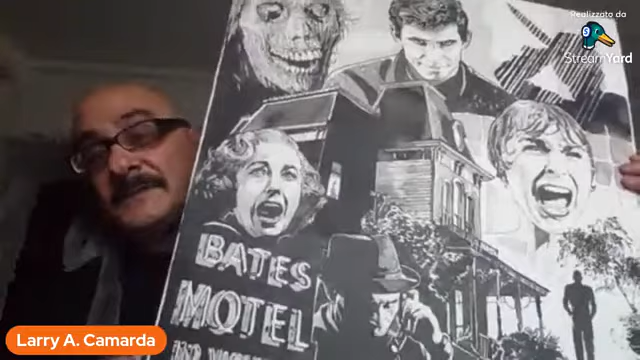 Realizzato da
StreamYard
BATES
MOTEL
Larry A. Camarda